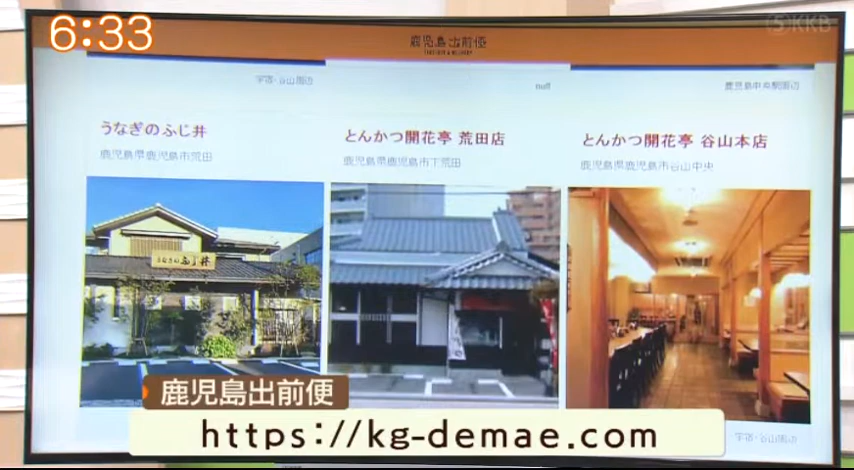 6:33
KKB
鹿児島出前便
宇宿・谷山周辺
null
鹿児島中央駅周辺
うなぎのふじ井
鹿児島県鹿児島市荒田
とんかつ開花亭 荒田店
鹿児島県鹿児島市下荒田
とんかつ開花亭 谷山本店
鹿児島県鹿児島市谷山中央
うなぎの ふじ井
鹿児島出前便
https://kg-demae.com
宇宿・谷山周辺